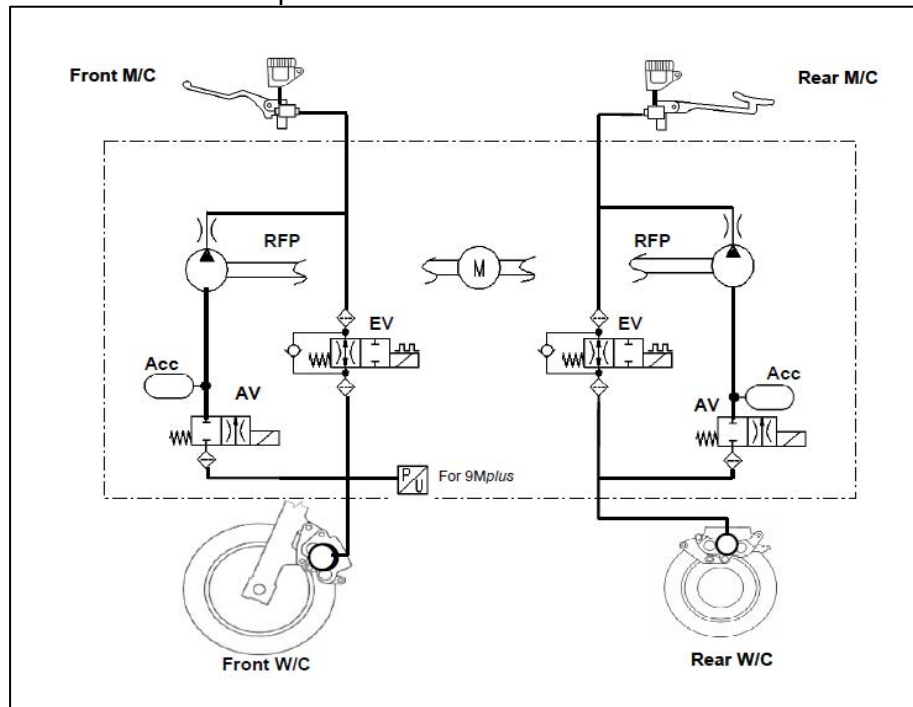 Front M/C
Rear M/C
RFP
M
RFP
EV
EV
Acc
AV
Acc
AV
P
U
For 9Mplus
Front W/C
Rear W/C